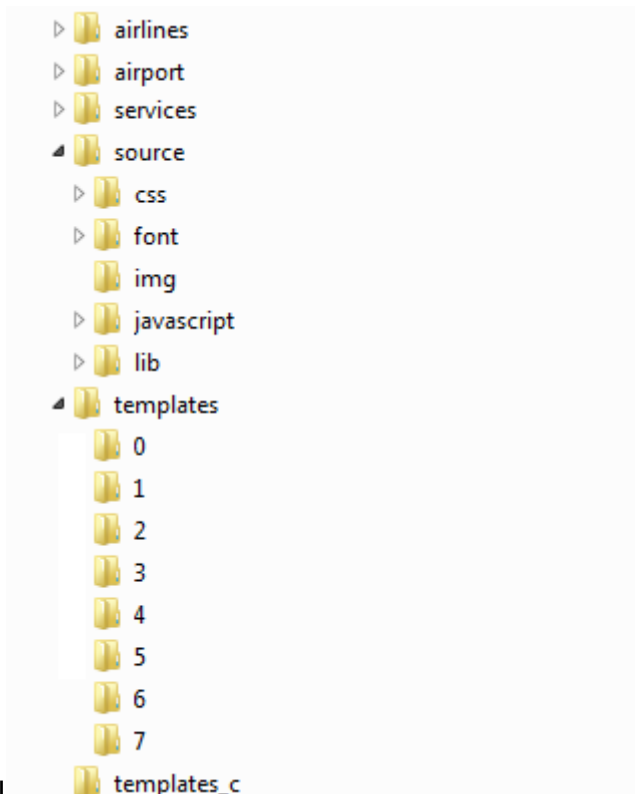 airlines
airport
services
source
css
font
img
javascript
lib
templates
0
1
2
3
4
5
6
7
templates_c